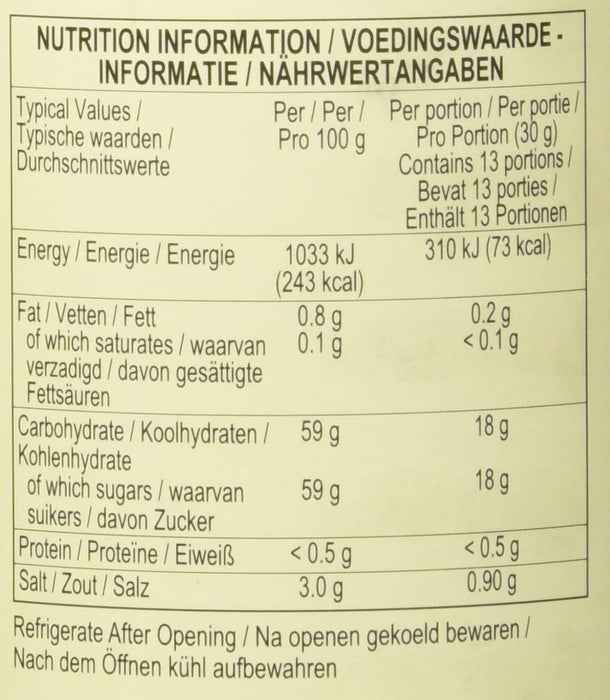 NUTRITION INFORMATION / VOEDINGSWAARDE -
INFORMATIE / NÄHRWERTANGABEN
Typical Values /
Typische waarden /
Durchschnittswerte
Per / Per /
Pro 100 g
Per portion / Per portie /
Pro Portion (30 g)
Contains 13 portions /
Bevat 13 porties /
Enthält 13 Portionen
Energy / Energie / Energie
1033 kJ
(243 kcal)
310 kJ (73 kcal)
Fat / Vetten / Fett 0.8 g 0.2 g
of which saturates / waarvan 0.1 g < 0.1 g
verzadigd / davon gesättigte
Fettsäuren
Carbohydrate / Koolhydraten / 59 g 18 g
Kohlenhydrate
of which sugars / waarvan 59 g 18 g
suikers / davon Zucker
Protein / Proteïne / Eiweiß < 0.5 g < 0.5 g
Salt / Zout / Salz 3.0 g 0.90 g
Refrigerate After Opening / Na openen gekoeld bewaren /
Nach dem Öffnen kühl aufbewahren